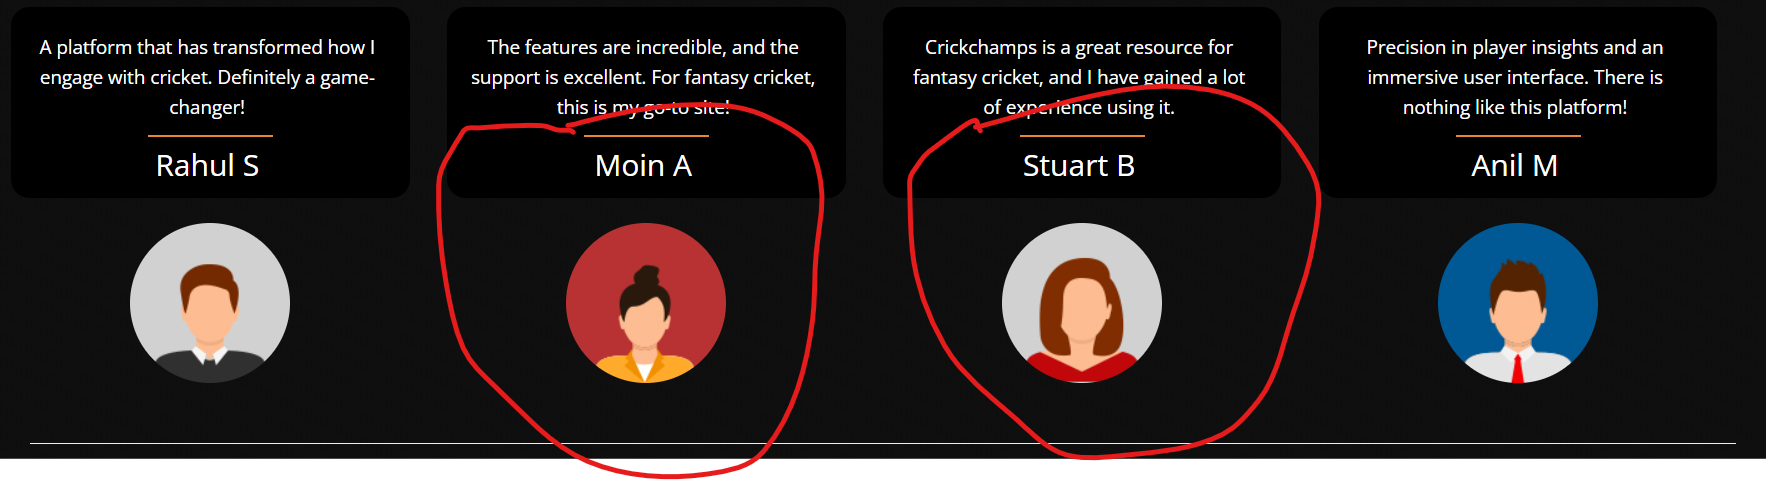 A platform that has transformed how I
engage with cricket. Definitely a game-
changer!
Rahul S
The features are incredible, and the
support is excellent. For fantasy cricket,
this is my go-to site!
Moin A
Crickchamps is a great resource for
fantasy cricket, and I have gained a lot
of experience using it.
Stuart B
Precision in player insights and an
immersive user interface. There is
nothing like this platform!
Anil M